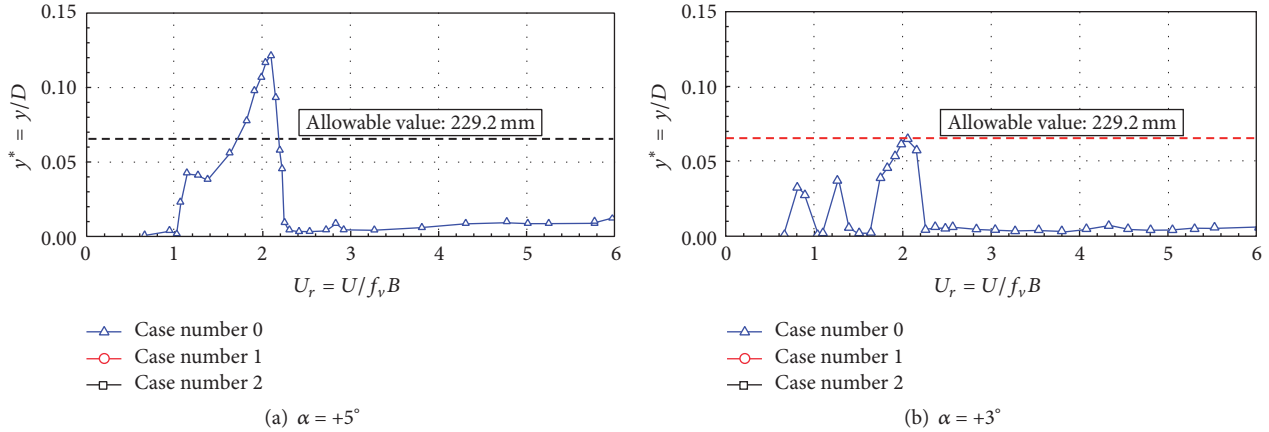 0.15
0.10
0.05
0.00
y* = y/D
Allowable value: 229.2 mm
0 1 2 3 4 5 6
U_r = U/f_vB
Case number 0
Case number 1
Case number 2
(a) α = +5°
0.15
0.10
0.05
0.00
y* = y/D
Allowable value: 229.2 mm
0 1 2 3 4 5 6
U_r = U/f_vB
Case number 0
Case number 1
Case number 2
(b) α = +3°